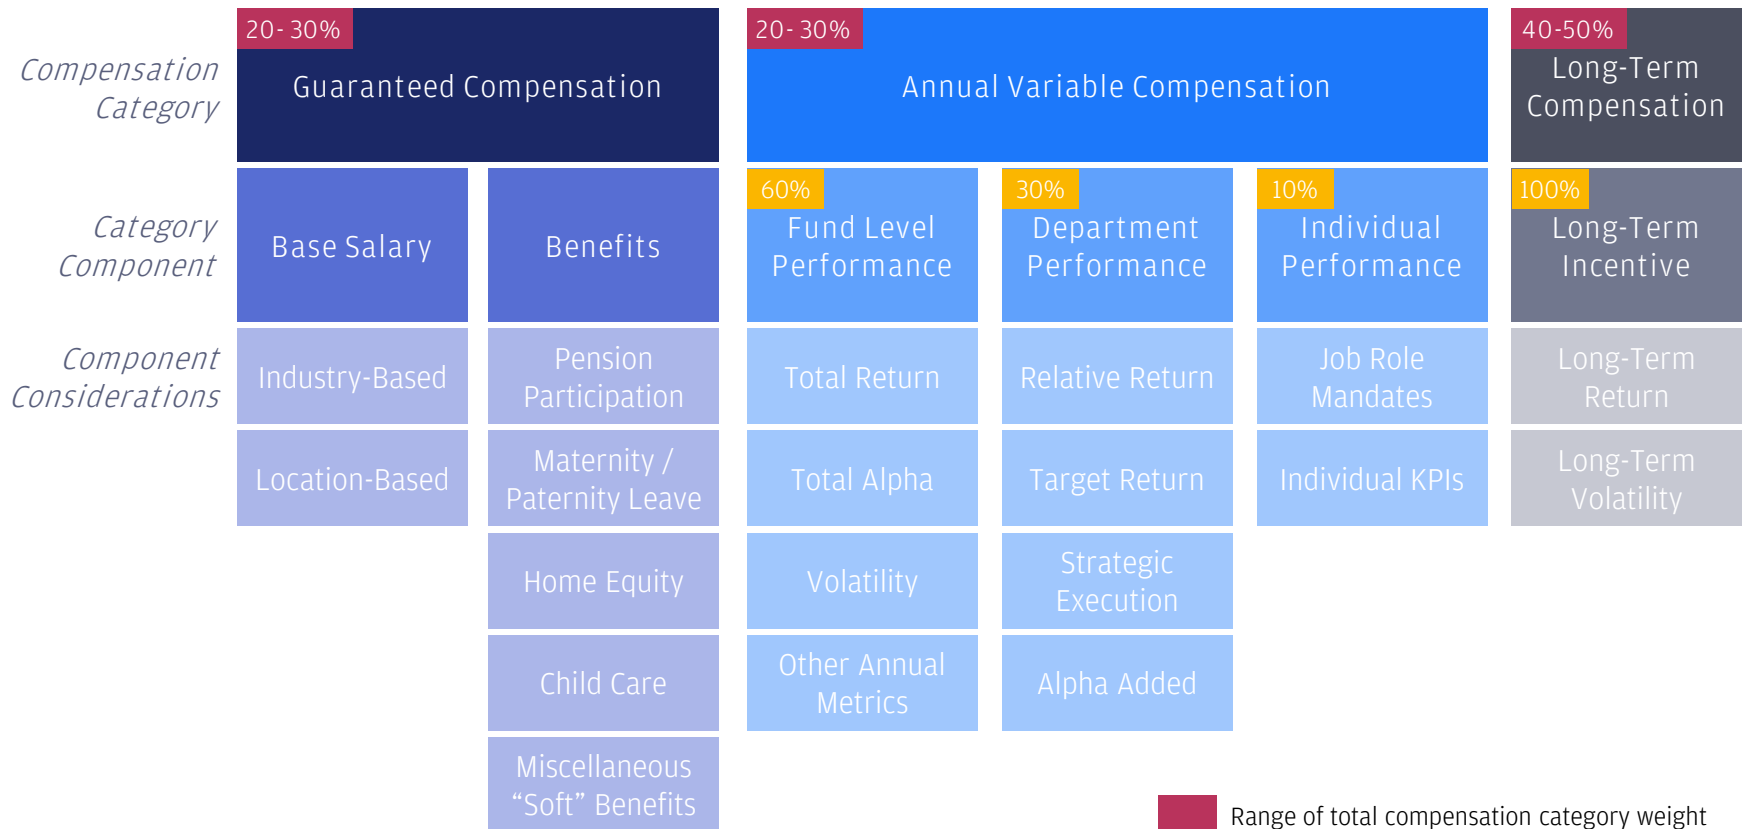 20-30%
20-30%
40-50%
Compensation
Category
Guaranteed Compensation
Annual Variable Compensation
Long-Term
Compensation
60%
30%
10%
100%
Category
Component
Base Salary
Benefits
Fund Level
Performance
Department
Performance
Individual
Performance
Long-Term
Incentive
Component
Considerations
Industry-Based
Pension
Participation
Total Return
Relative Return
Job Role
Mandates
Long-Term
Return
Location-Based
Maternity /
Paternity Leave
Total Alpha
Target Return
Individual KPIs
Long-Term
Volatility
Home Equity
Volatility
Strategic
Execution
Child Care
Other Annual
Metrics
Alpha Added
Miscellaneous
“Soft” Benefits
Range of total compensation category weight